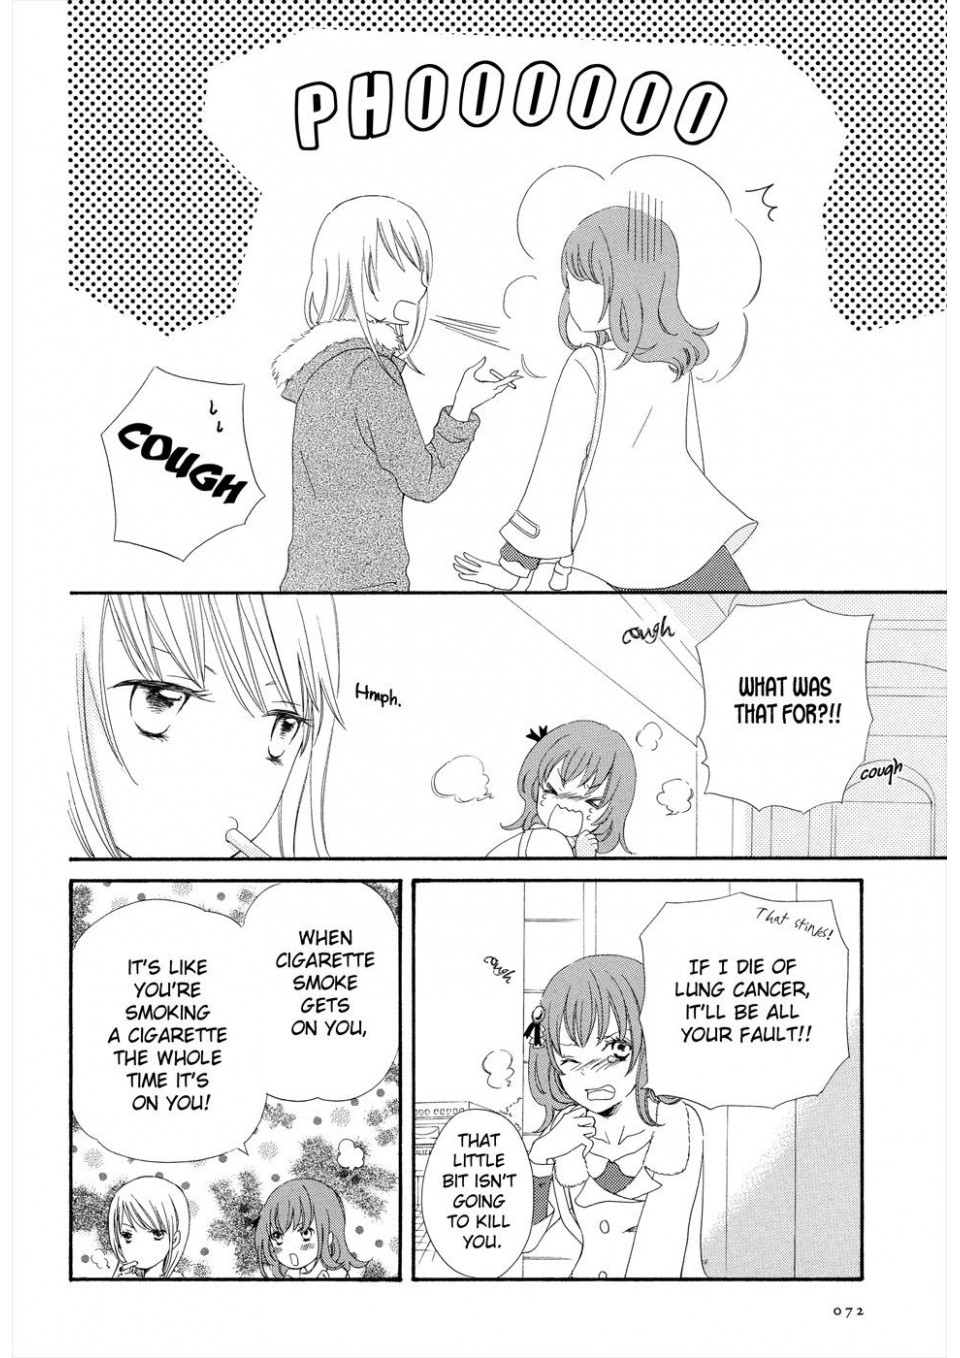 PHOOOOOO
COUGH
cough
WHAT WAS
THAT FOR?!!
cough
Hmph.
That stinks!
IF I DIE OF
LUNG CANCER,
IT'LL BE ALL
YOUR FAULT!!
cough
THAT
LITTLE
BIT ISN'T
GOING
TO KILL
YOU.
WHEN
CIGARETTE
SMOKE
GETS
ON YOU,
IT'S LIKE
YOU'RE
SMOKING
A CIGARETTE
THE WHOLE
TIME IT'S
ON YOU!
072